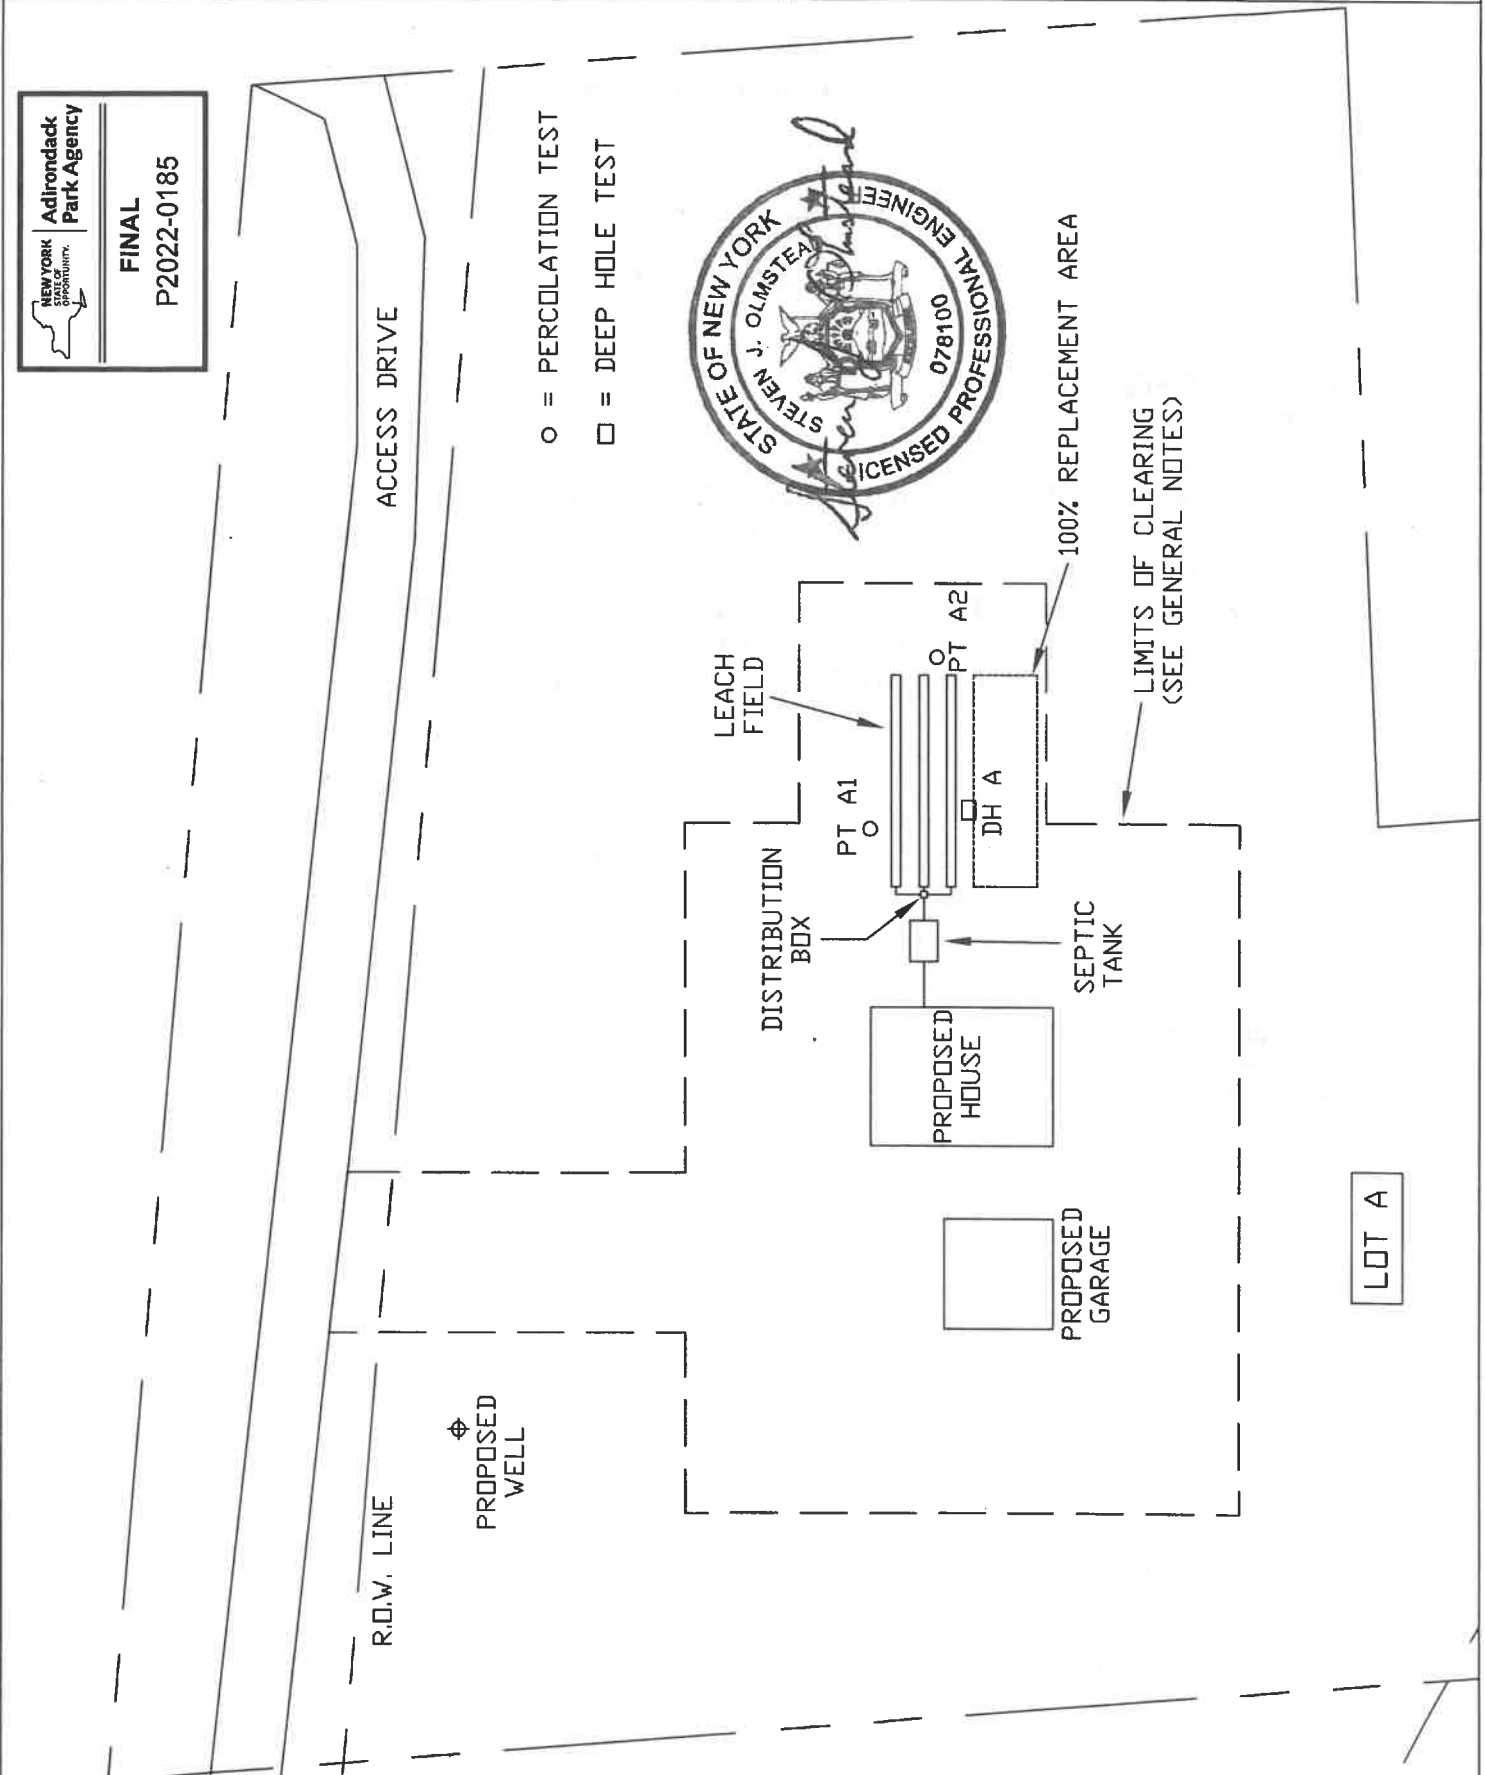 NEW YORK
STATE OF
OPPORTUNITY.
Adirondack
Park Agency
FINAL
P2022-0185
ACCESS DRIVE
○ = PERCOLATION TEST
□ = DEEP HOLE TEST
STATE OF NEW YORK
STEVEN J. OLMSTEAD
078100
LICENSED PROFESSIONAL ENGINEER
Steven J. Olmstead
100% REPLACEMENT AREA
LIMITS OF CLEARING
(SEE GENERAL NOTES)
LEACH
FIELD
PT A1
PT A2
DH A
DISTRIBUTION
BOX
SEPTIC
TANK
PROPOSED
HOUSE
PROPOSED
GARAGE
PROPOSED
WELL
R.O.W. LINE
LOT A